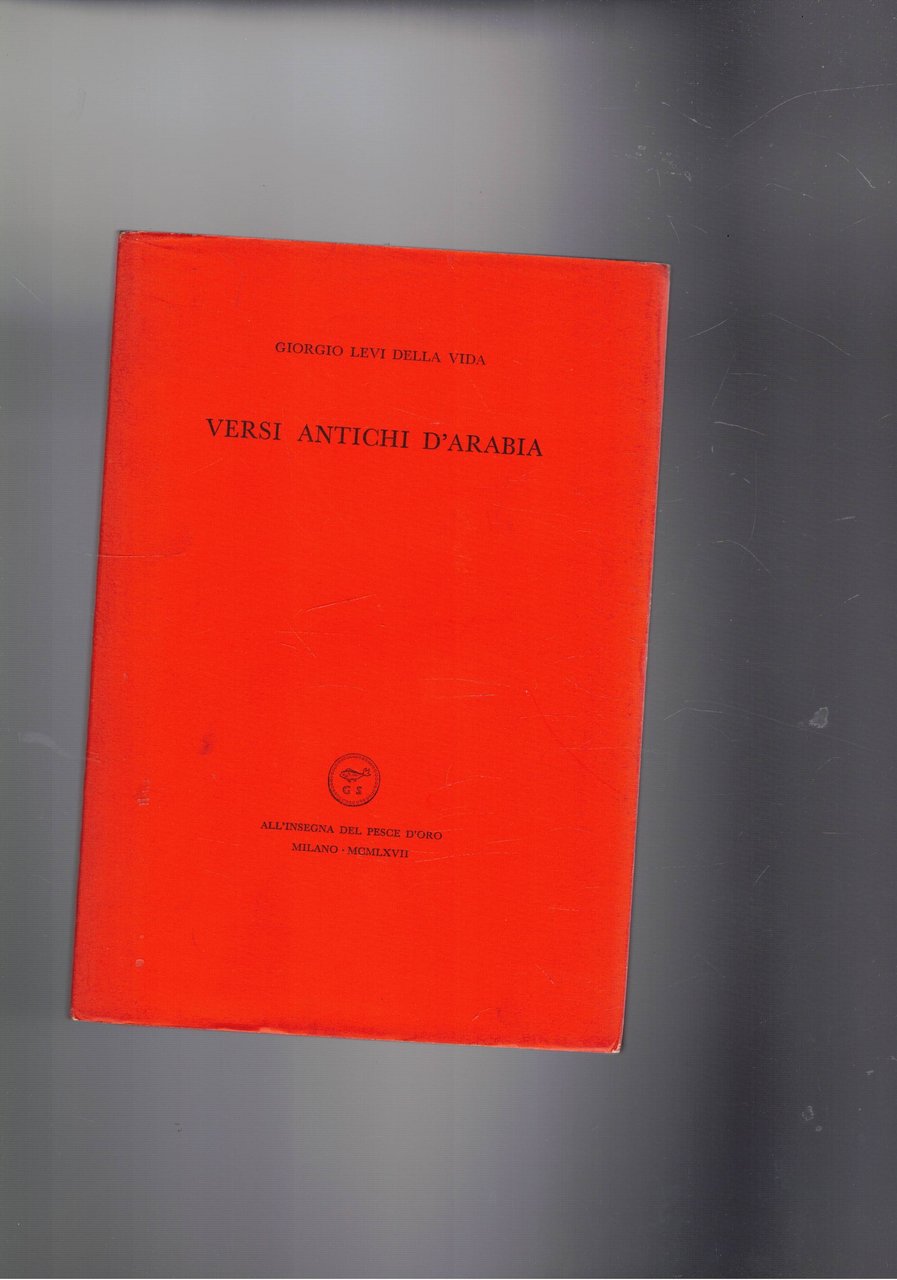 GIORGIO LEVI DELLA VIDA
VERSI ANTICHI D'ARABIA
G S
ALL'INSEGNA DEL PESCE D'ORO
MILANO · MCMLXVII